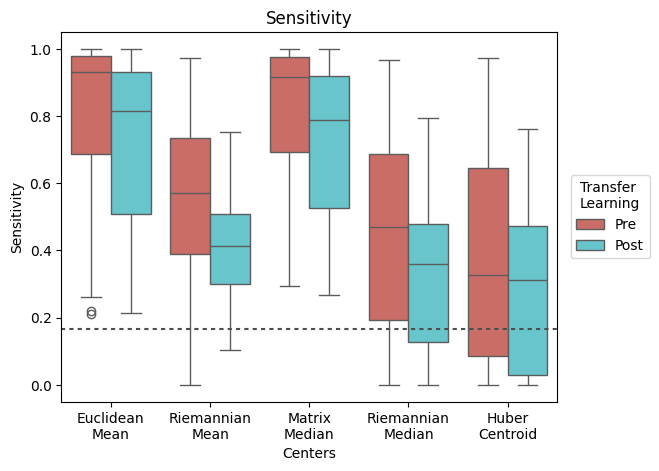 Sensitivity
1.0
0.8
0.6
0.4
0.2
0.0
Sensitivity
Euclidean
Mean
Riemannian
Mean
Matrix
Median
Riemannian
Median
Huber
Centroid
Centers
Transfer
Learning
Pre
Post